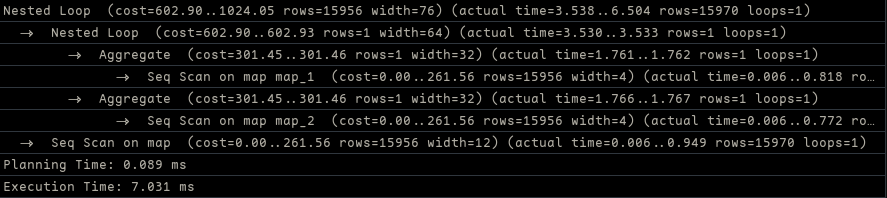 Nested Loop  (cost=602.90..1024.05 rows=15956 width=76) (actual time=3.538..6.504 rows=15970 loops=1)
  ->  Nested Loop  (cost=602.90..602.93 rows=1 width=64) (actual time=3.530..3.533 rows=1 loops=1)
        ->  Aggregate  (cost=301.45..301.46 rows=1 width=32) (actual time=1.761..1.762 rows=1 loops=1)
              ->  Seq Scan on map map_1  (cost=0.00..261.56 rows=15956 width=4) (actual time=0.006..0.818 ro…
        ->  Aggregate  (cost=301.45..301.46 rows=1 width=32) (actual time=1.766..1.767 rows=1 loops=1)
              ->  Seq Scan on map map_2  (cost=0.00..261.56 rows=15956 width=4) (actual time=0.006..0.772 ro…
  ->  Seq Scan on map  (cost=0.00..261.56 rows=15956 width=12) (actual time=0.006..0.949 rows=15970 loops=1)
Planning Time: 0.089 ms
Execution Time: 7.031 ms